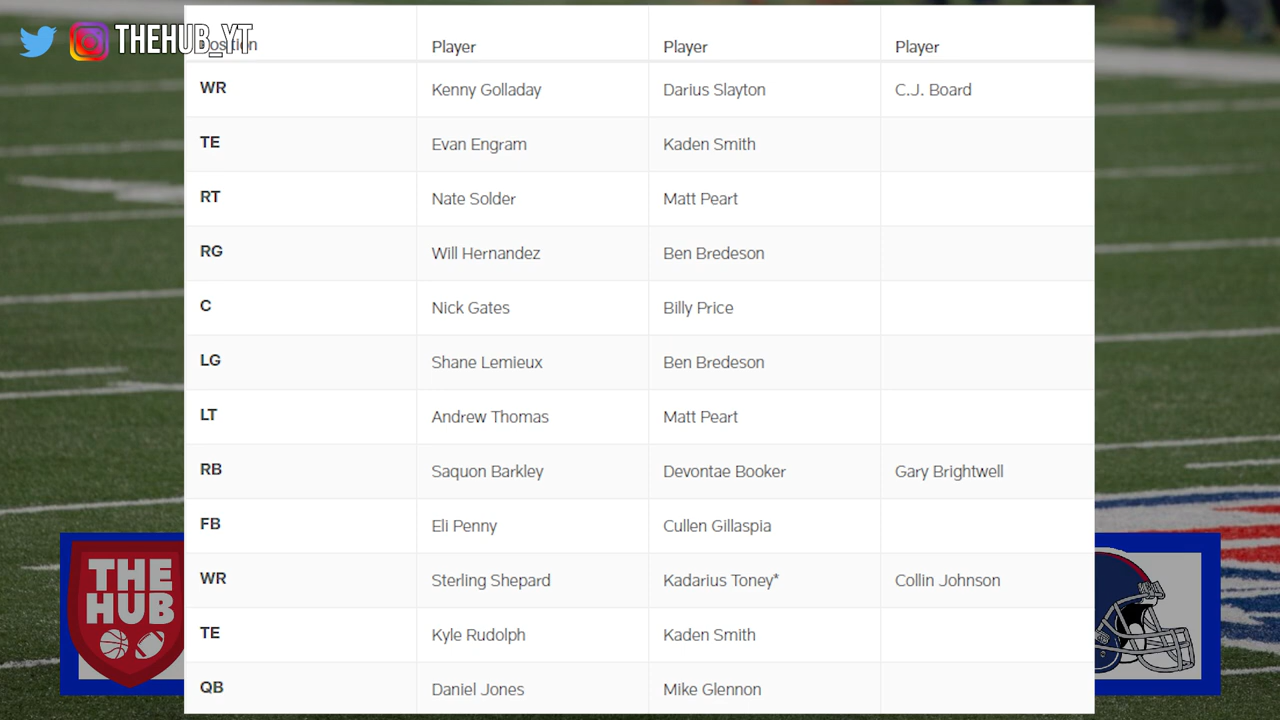 THEHUB_YT
Position Player Player Player
WR Kenny Golladay Darius Slayton C.J. Board
TE Evan Engram Kaden Smith
RT Nate Solder Matt Peart
RG Will Hernandez Ben Bredeson
C Nick Gates Billy Price
LG Shane Lemieux Ben Bredeson
LT Andrew Thomas Matt Peart
RB Saquon Barkley Devontae Booker Gary Brightwell
FB Eli Penny Cullen Gillaspia
WR Sterling Shepard Kadarius Toney* Collin Johnson
TE Kyle Rudolph Kaden Smith
QB Daniel Jones Mike Glennon
THE
HUB